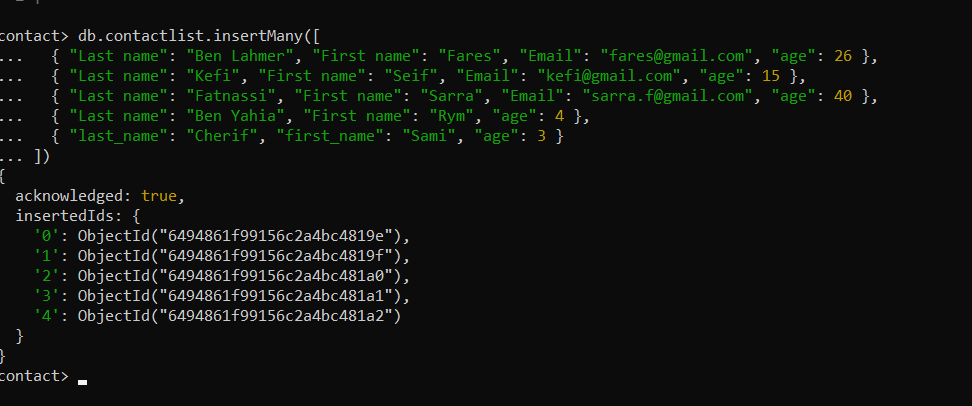 contact> db.contactlist.insertMany([
... { "Last name": "Ben Lahmer", "First name": "Fares", "Email": "fares@gmail.com", "age": 26 },
... { "Last name": "Kefi", "First name": "Seif", "Email": "kefi@gmail.com", "age": 15 },
... { "Last name": "Fatnassi", "First name": "Sarra", "Email": "sarra.f@gmail.com", "age": 40 },
... { "Last name": "Ben Yahia", "First name": "Rym", "age": 4 },
... { "last_name": "Cherif", "first_name": "Sami", "age": 3 }
... ])
{
acknowledged: true,
insertedIds: {
'0': ObjectId("6494861f99156c2a4bc4819e"),
'1': ObjectId("6494861f99156c2a4bc4819f"),
'2': ObjectId("6494861f99156c2a4bc481a0"),
'3': ObjectId("6494861f99156c2a4bc481a1"),
'4': ObjectId("6494861f99156c2a4bc481a2")
}
}
contact>